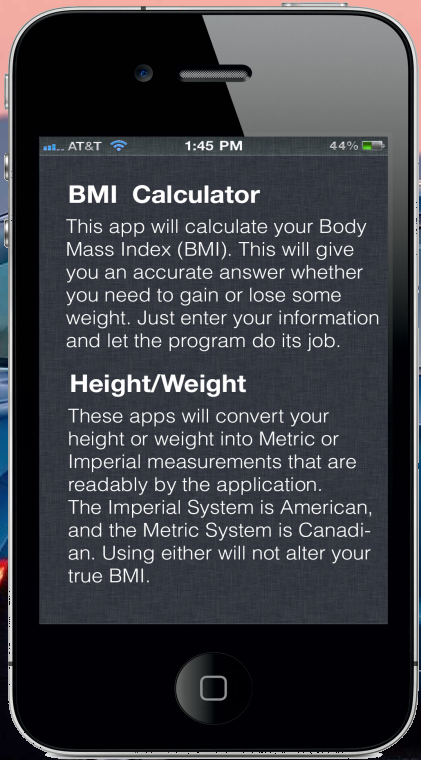 AT&T 1:45 PM 44%
BMI Calculator
This app will calculate your Body
Mass Index (BMI). This will give
you an accurate answer whether
you need to gain or lose some
weight. Just enter your information
and let the program do its job.
Height/Weight
These apps will convert your
height or weight into Metric or
Imperial measurements that are
readably by the application.
The Imperial System is American,
and the Metric System is Canadi-
an. Using either will not alter your
true BMI.